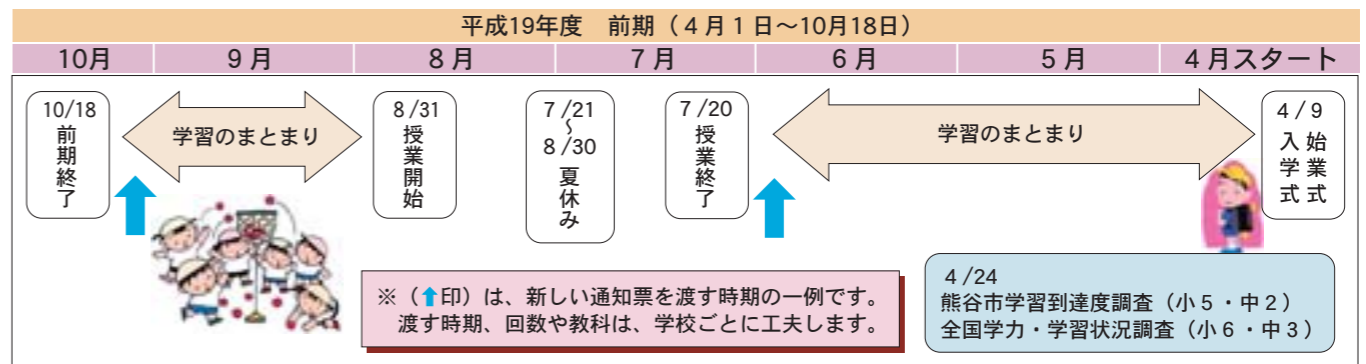 平成19年度 前期（４月１日～10月18日）
10月 ９月 ８月 ７月 ６月 ５月 ４月スタート
４/９
始業式
入学式
学習のまとまり
７/20
授業終了
７/21
～
８/30
夏休み
８/31
授業開始
学習のまとまり
10/18
前期終了
４/24
熊谷市学習到達度調査（小５・中２）
全国学力・学習状況調査（小６・中３）
※（⬆印）は、新しい通知票を渡す時期の一例です。
渡す時期、回数や教科は、学校ごとに工夫します。